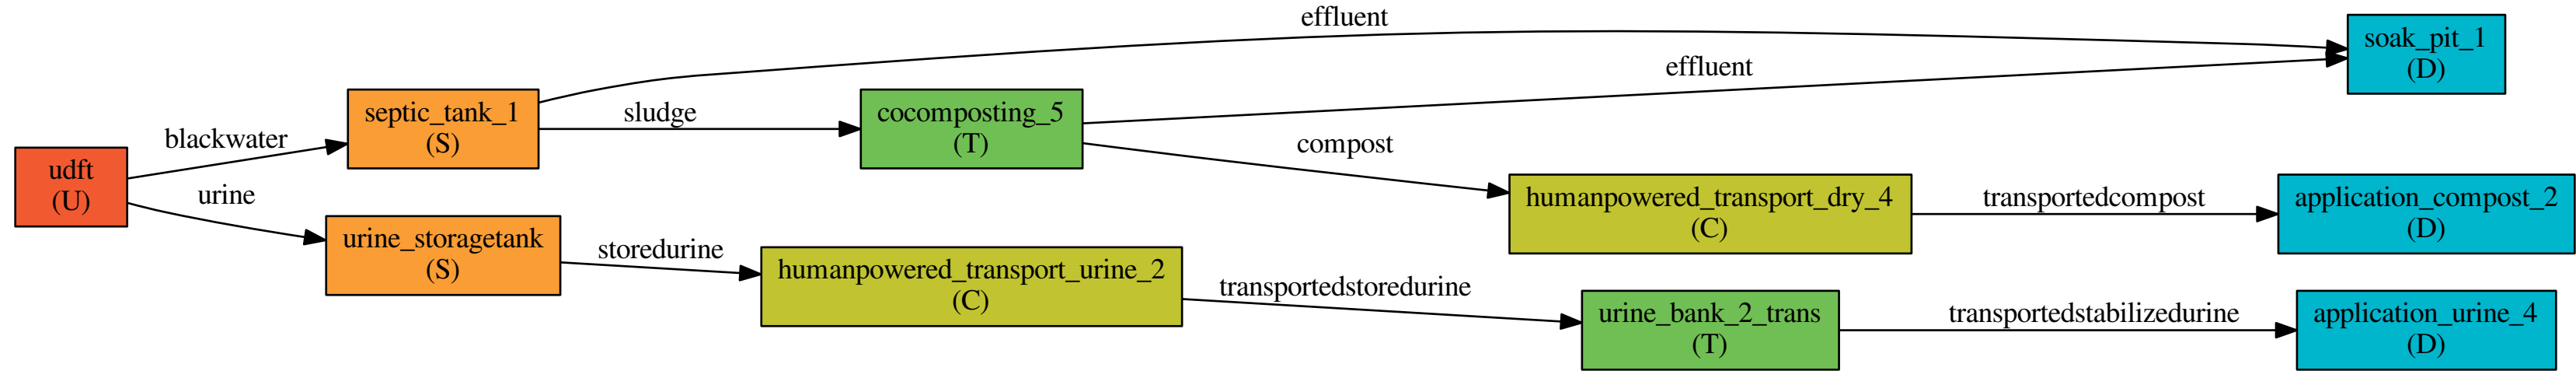 effluent
soak_pit_1
(D)
effluent
septic_tank_1
(S)
sludge
cocomposting_5
(T)
blackwater
compost
udft
(U)
urine
humanpowered_transport_dry_4
(C)
transportedcompost
application_compost_2
(D)
urine_storagetank
(S)
storedurine
humanpowered_transport_urine_2
(C)
transportedstoredurine
urine_bank_2_trans
(T)
transportedstabilizedurine
application_urine_4
(D)